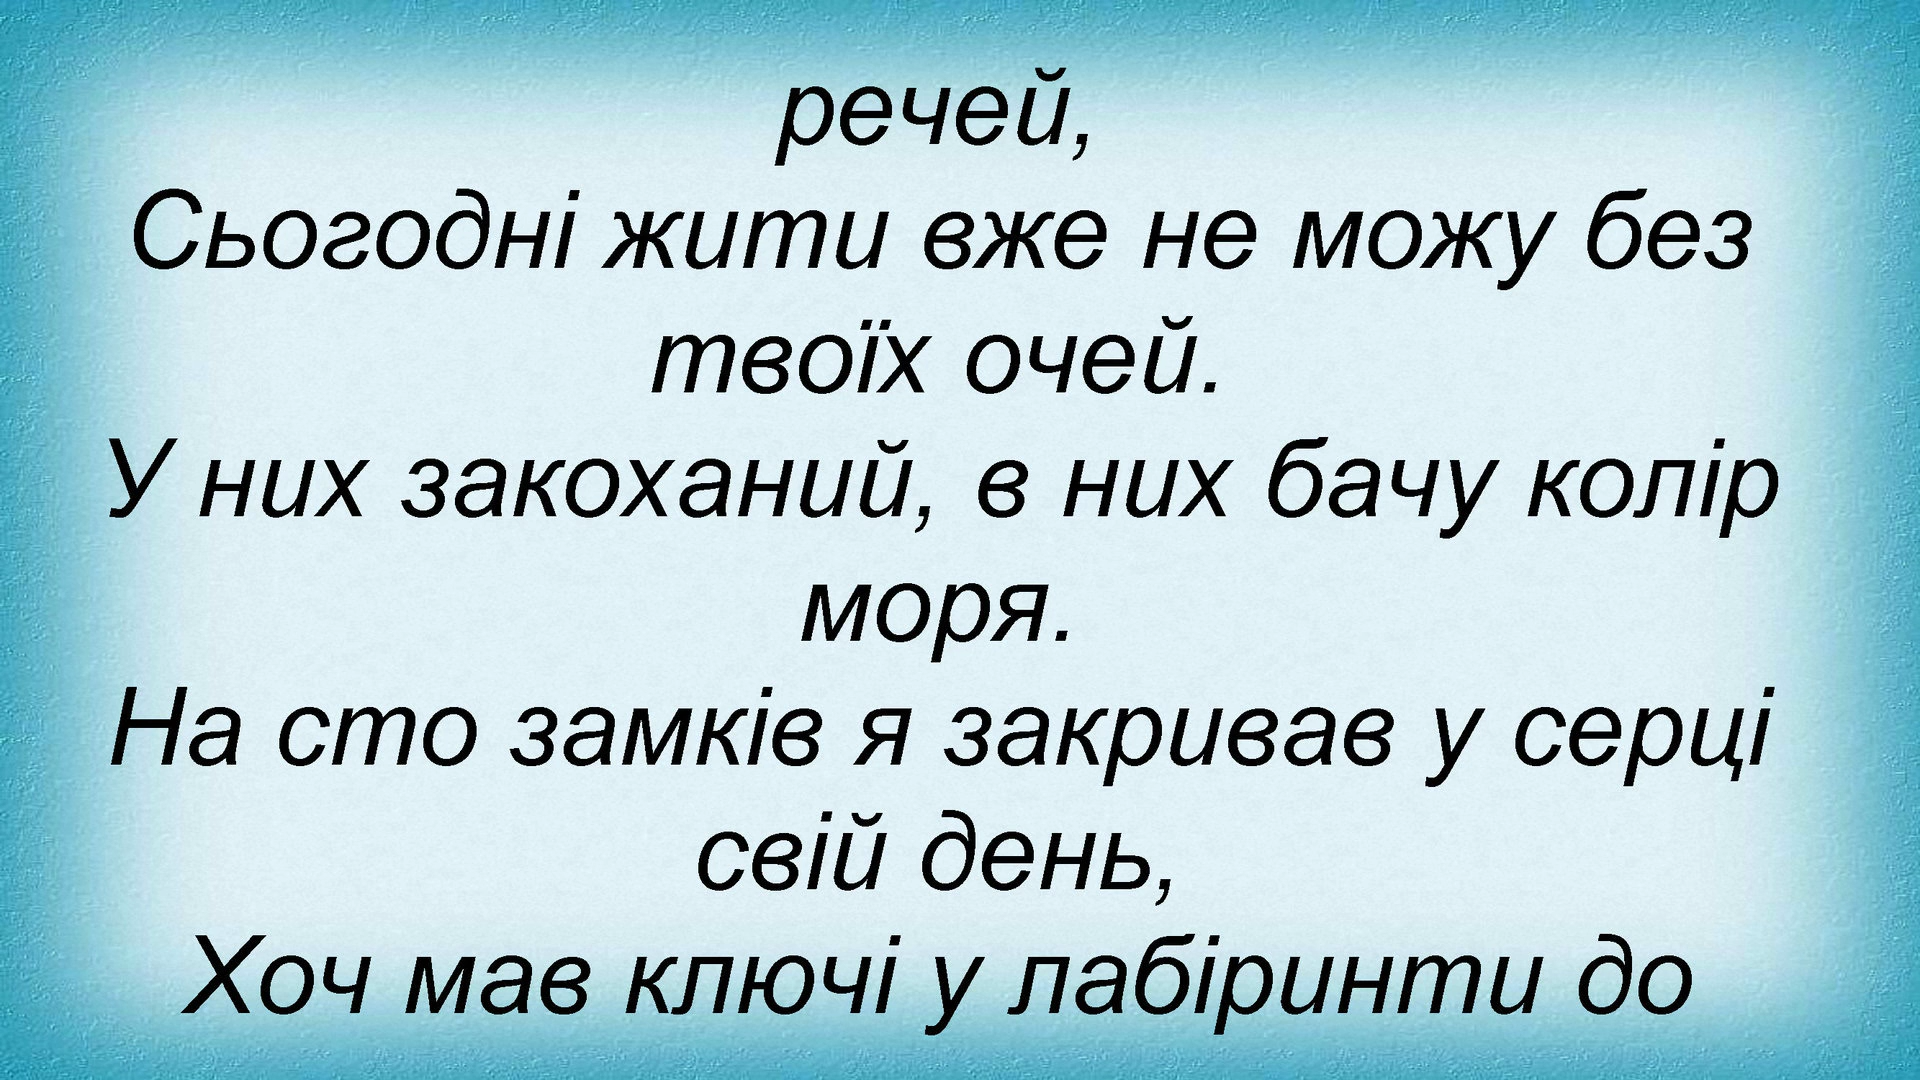 речей,
Сьогодні жити вже не можу без
твоїх очей.
У них закоханий, в них бачу колір
моря.
На сто замків я закривав у серці
свій день,
Хоч мав ключі у лабіринти до